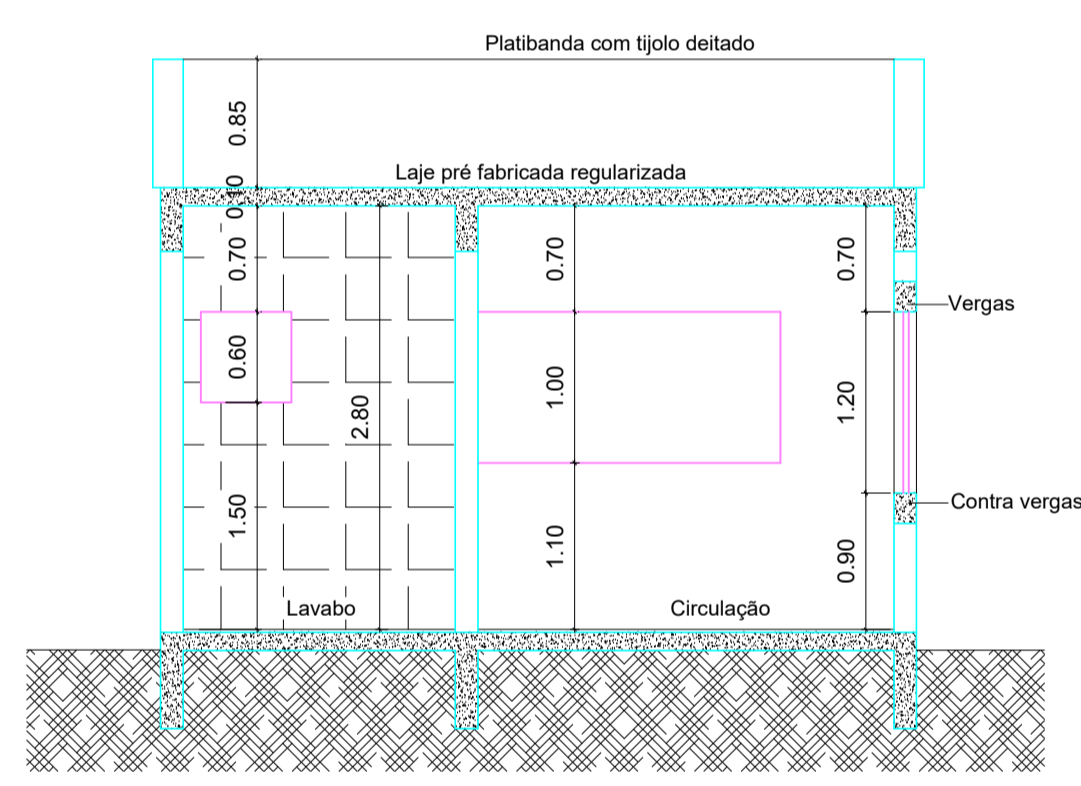 Platibanda com tijolo deitado
0.85
Laje pré fabricada regularizada
0.10
0.70
0.70
0.70
Vergas
0.60
1.00
1.20
2.80
Contra vergas
1.50
1.10
0.90
Lavabo
Circulação